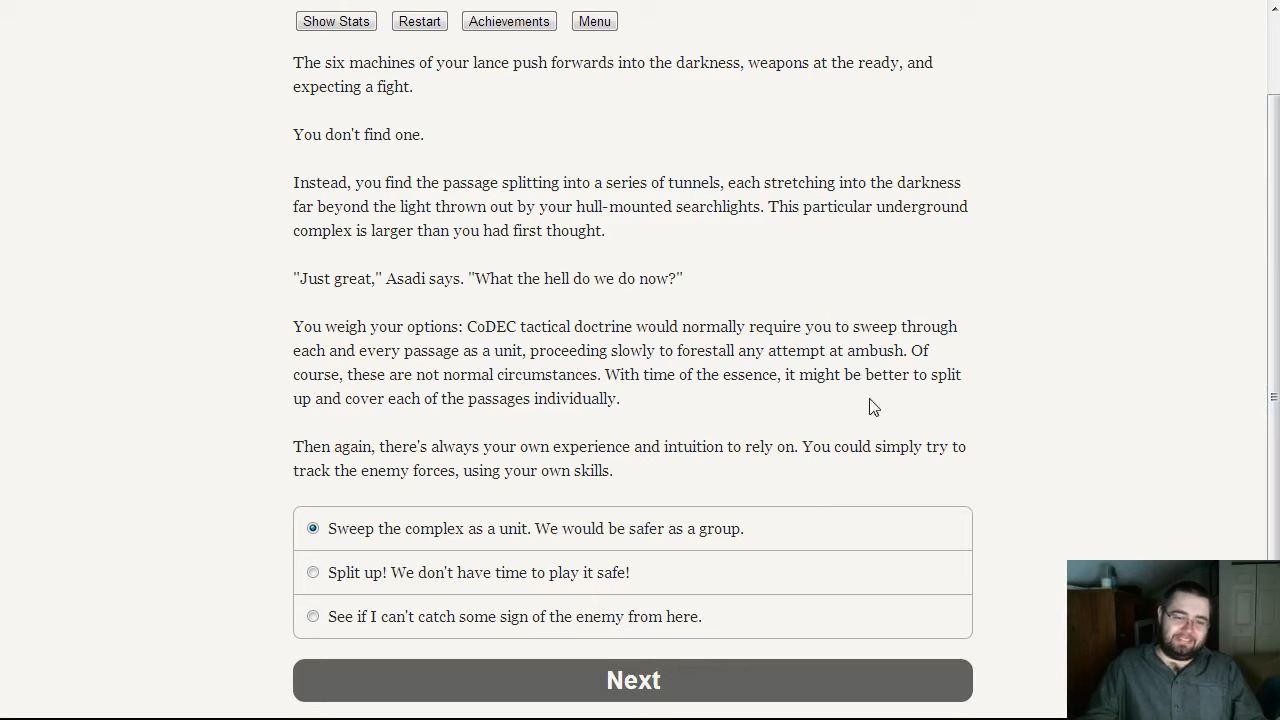 Show Stats Restart Achievements Menu
The six machines of your lance push forwards into the darkness, weapons at the ready, and
expecting a fight.
You don't find one.
Instead, you find the passage splitting into a series of tunnels, each stretching into the darkness
far beyond the light thrown out by your hull-mounted searchlights. This particular underground
complex is larger than you had first thought.
"Just great," Asadi says. "What the hell do we do now?"
You weigh your options: CoDEC tactical doctrine would normally require you to sweep through
each and every passage as a unit, proceeding slowly to forestall any attempt at ambush. Of
course, these are not normal circumstances. With time of the essence, it might be better to split
up and cover each of the passages individually.
Then again, there's always your own experience and intuition to rely on. You could simply try to
track the enemy forces, using your own skills.
Sweep the complex as a unit. We would be safer as a group.
Split up! We don't have time to play it safe!
See if I can't catch some sign of the enemy from here.
Next